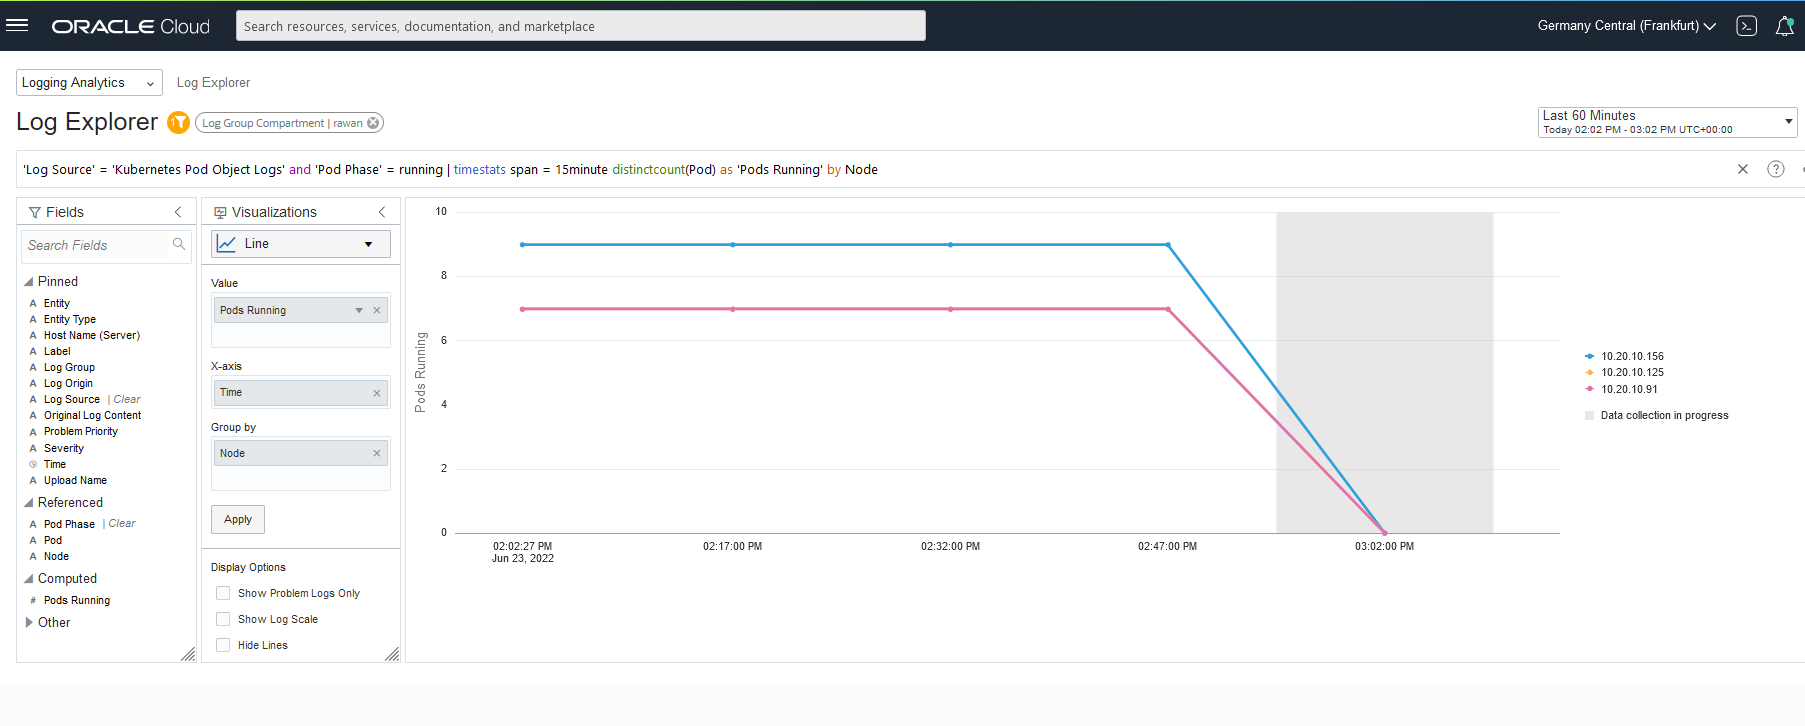 ORACLE Cloud
Search resources, services, documentation, and marketplace
Germany Central (Frankfurt)
Logging Analytics
Log Explorer
Log Explorer
1
Log Group Compartment | rawan
Last 60 Minutes
Today 02:02 PM - 03:02 PM UTC+00:00
'Log Source' = 'Kubernetes Pod Object Logs' and 'Pod Phase' = running | timestats span = 15minute distinctcount(Pod) as 'Pods Running' by Node
Fields
Search Fields
Pinned
A Entity
A Entity Type
A Host Name (Server)
A Label
A Log Group
A Log Origin
A Log Source | Clear
A Original Log Content
A Problem Priority
A Severity
Time
A Upload Name
Referenced
A Pod Phase | Clear
A Pod
A Node
Computed
# Pods Running
Other
Visualizations
Line
Value
Pods Running
X-axis
Time
Group by
Node
Apply
Display Options
Show Problem Logs Only
Show Log Scale
Hide Lines
Pods Running
10
8
6
4
2
0
02:02:27 PM
Jun 23, 2022
02:17:00 PM
02:32:00 PM
02:47:00 PM
03:02:00 PM
10.20.10.156
10.20.10.125
10.20.10.91
Data collection in progress